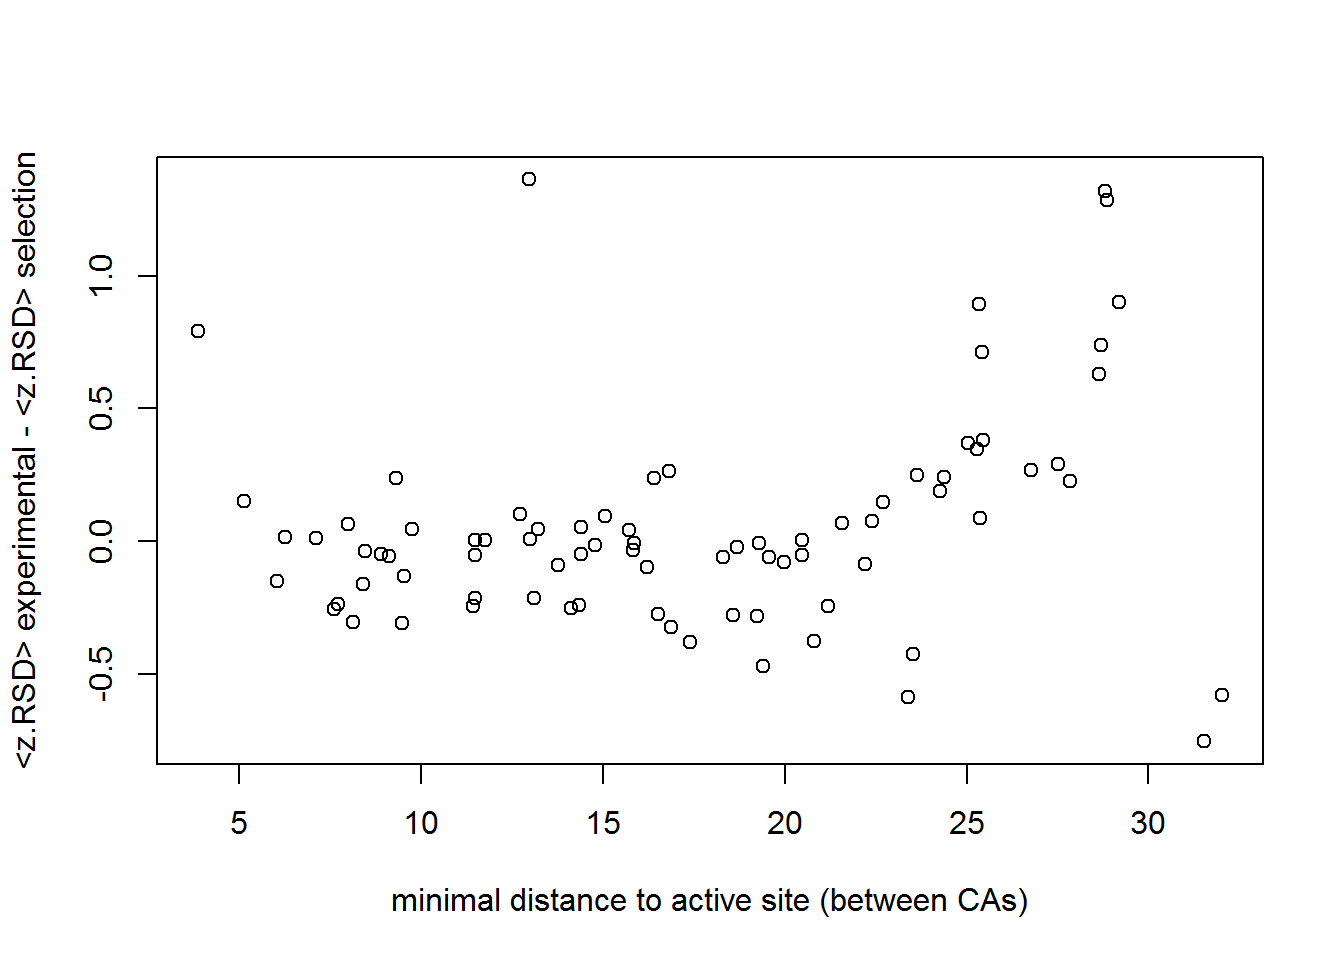 <z.RSD> experimental - <z.RSD> selection
1.0
0.5
0.0
-0.5
5 10 15 20 25 30
minimal distance to active site (between CAs)